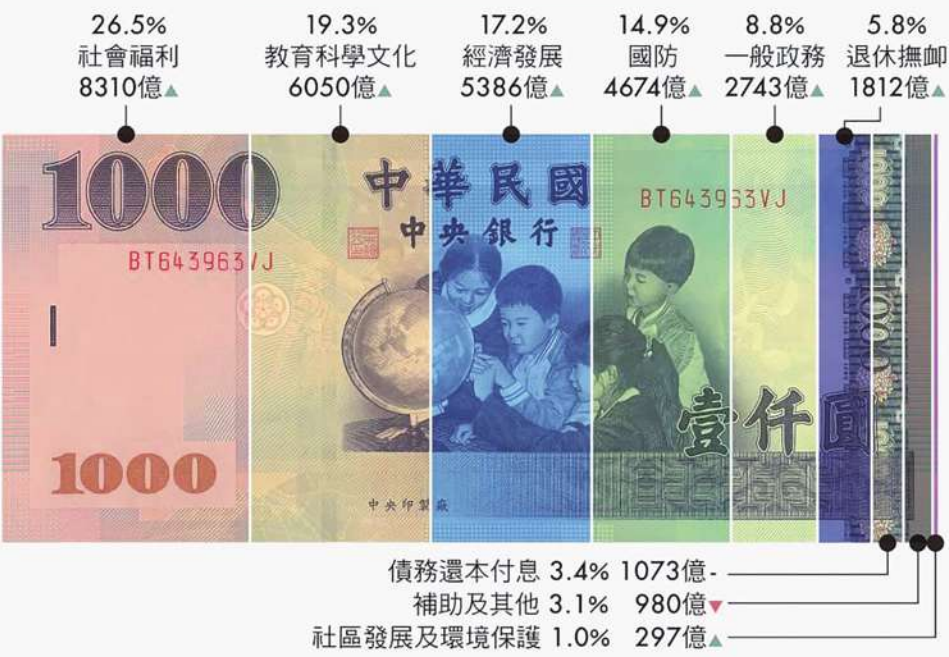 26.5%
社會福利
8310億▲
19.3%
教育科學文化
6050億▲
17.2%
經濟發展
5386億▲
14.9%
國防
4674億▲
8.8%
一般政務
2743億▲
5.8%
退休撫卹
1812億▲
1000
中華民國
中央銀行
BT643963VJ
BT643963VJ
壹仟圓
1000
中央印製廠
1000
債務還本付息 3.4% 1073億-
補助及其他 3.1% 980億▼
社區發展及環境保護 1.0% 297億▲